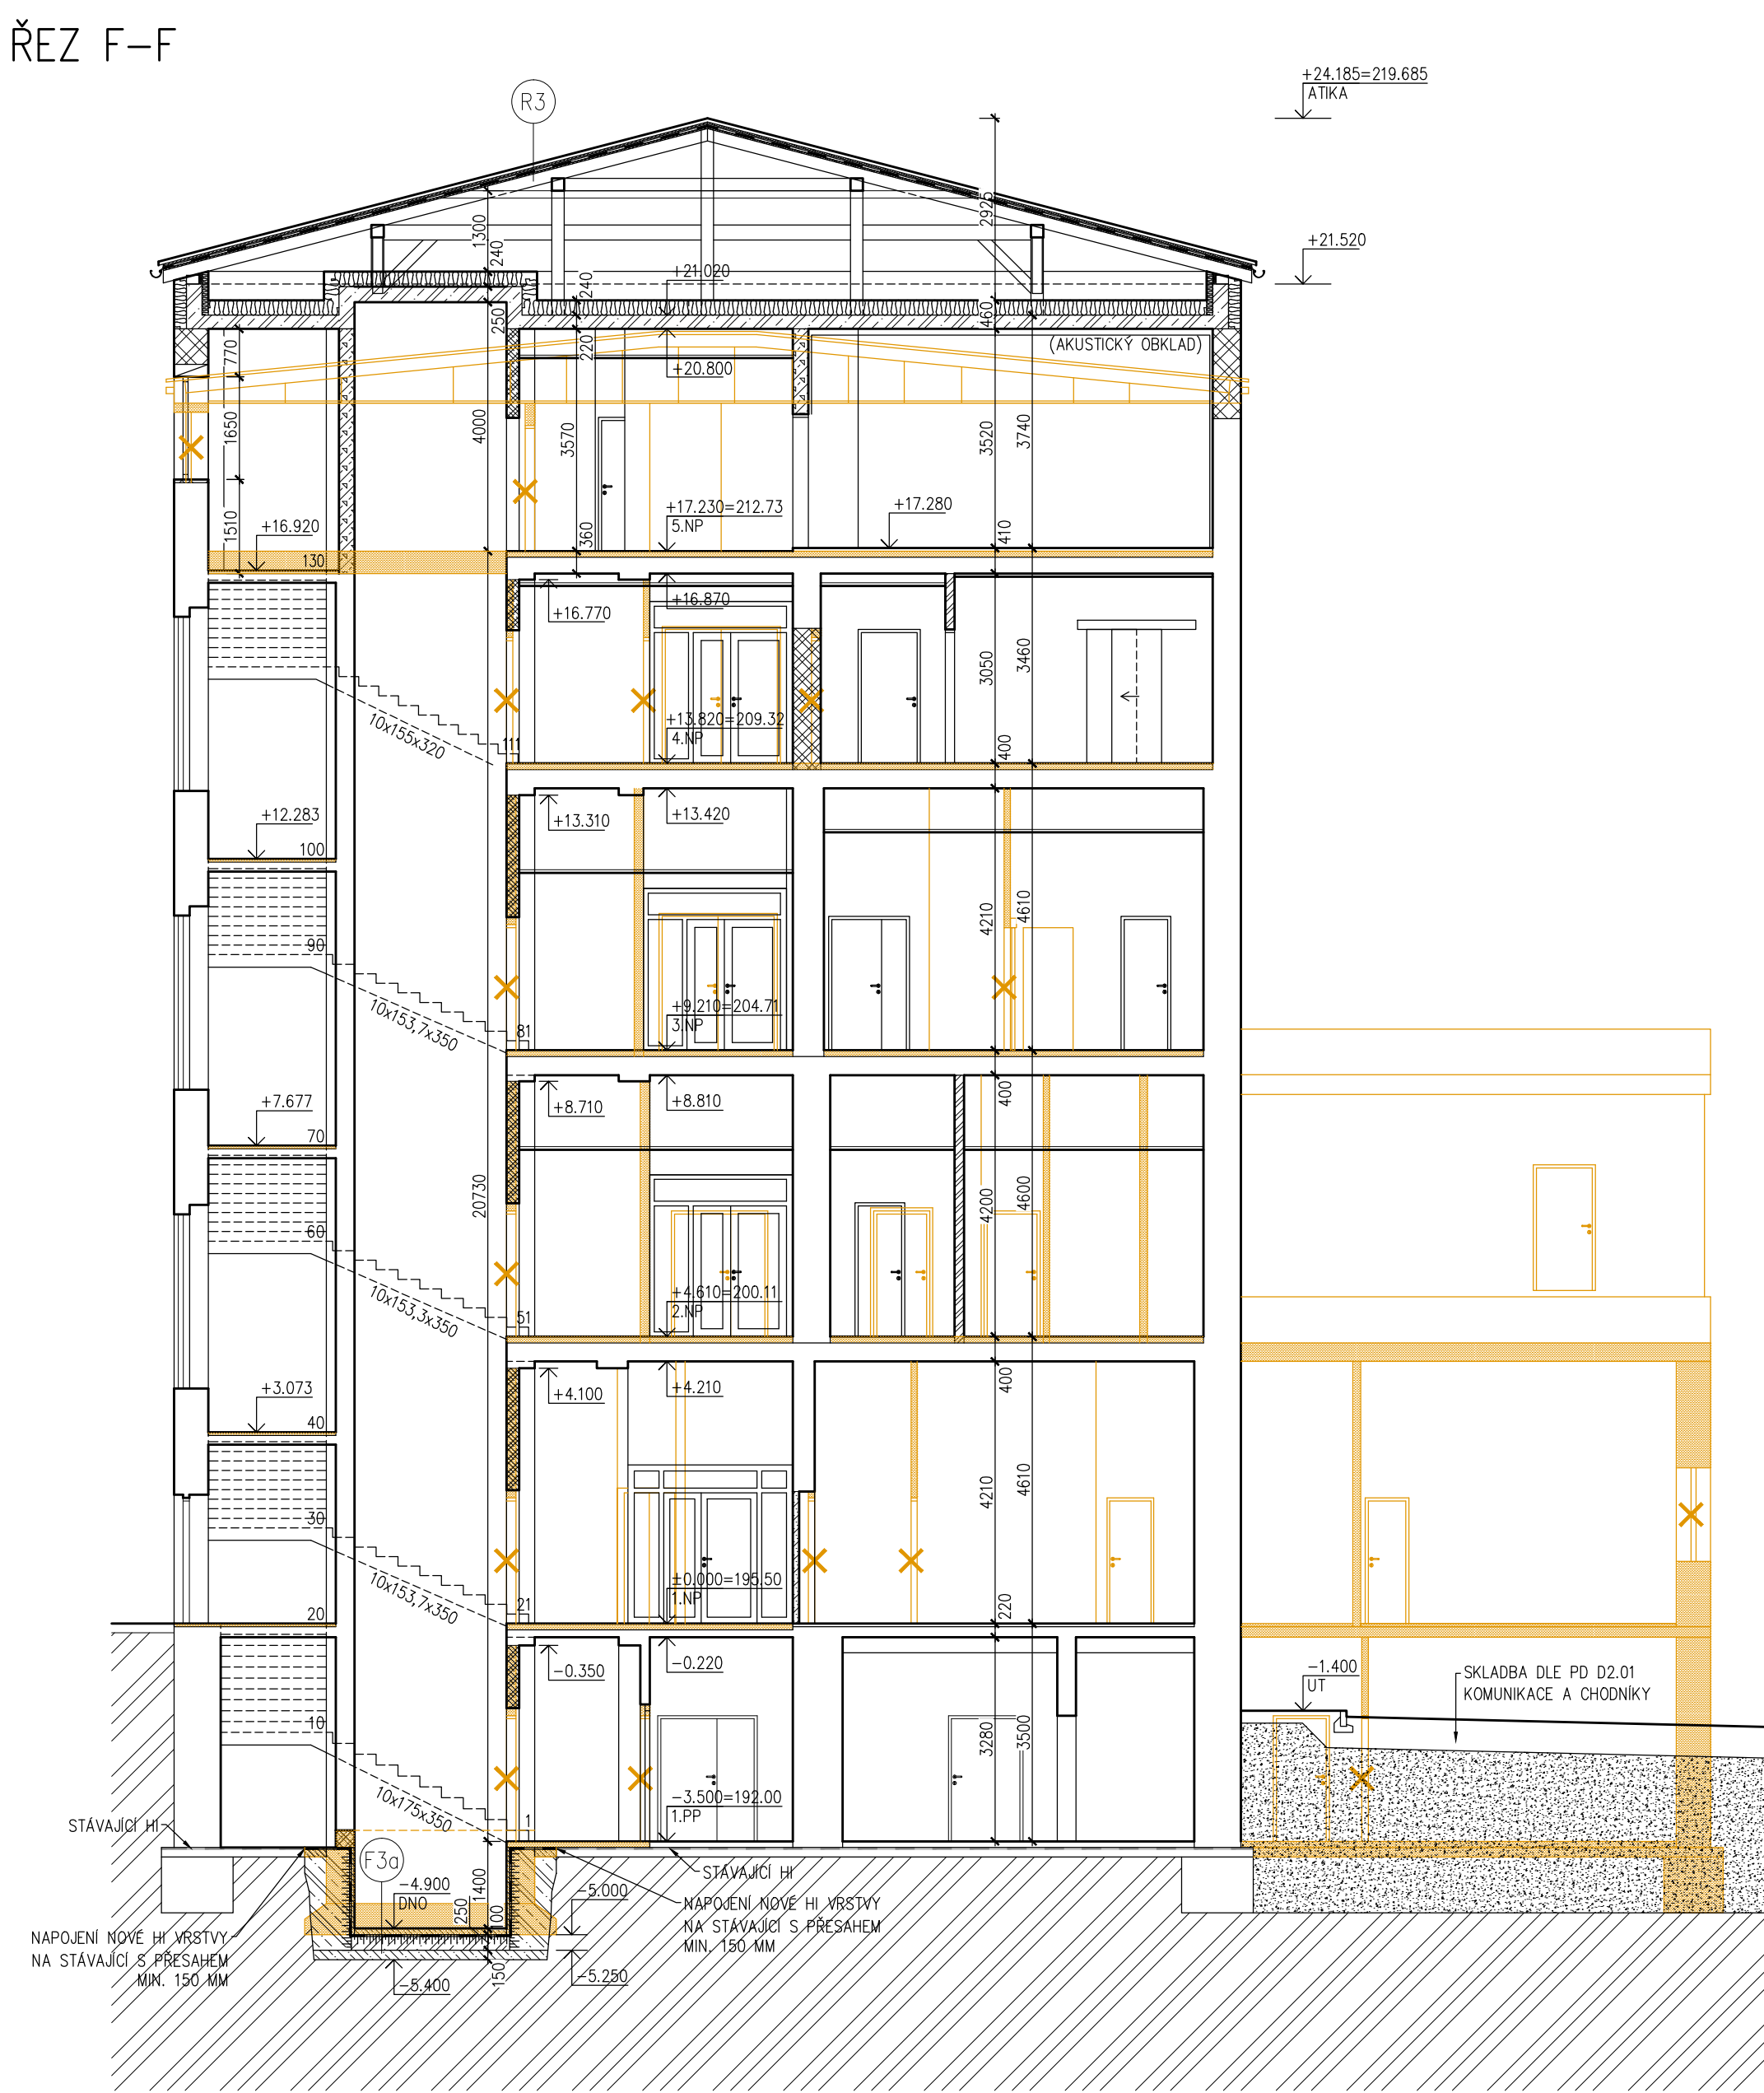 ŘEZ F–F
+24.185=219.685
ATIKA
R3
2925
+21.520
1300
240
+21.020
240
250
460
220
(AKUSTICKÝ OBKLAD)
770
+20.800
1650
4000
3570
3520
3740
1510
+16.920
130
360
+17.230=212.73
5.NP
+17.280
410
+16.770
+16.870
3050
3460
10x155x320
111
+13.820=209.32
4.NP
400
+12.283
100
+13.310
+13.420
90
4210
4610
10x153,7x350
81
+9.210=204.71
3.NP
+7.677
70
+8.710
+8.810
400
20730
4200
4600
60
10x153,3x350
51
+4.610=200.11
2.NP
+3.073
40
+4.100
+4.210
400
30
4210
4610
10x153,7x350
21
±0.000=195.50
1.NP
220
20
-0.350
-0.220
-1.400
UT
SKLADBA DLE PD D2.01
KOMUNIKACE A CHODNÍKY
10
3280
3500
10x175x350
1
-3.500=192.00
1.PP
STÁVAJÍCÍ HI
F3a
STÁVAJÍCÍ HI
-4.900
DNO
1400
250
100
-5.000
NAPOJENÍ NOVÉ HI VRSTVY
NA STÁVAJÍCÍ S PŘESAHEM
MIN. 150 MM
NAPOJENÍ NOVÉ HI VRSTVY
NA STÁVAJÍCÍ S PŘESAHEM
MIN. 150 MM
-5.400
150
-5.250